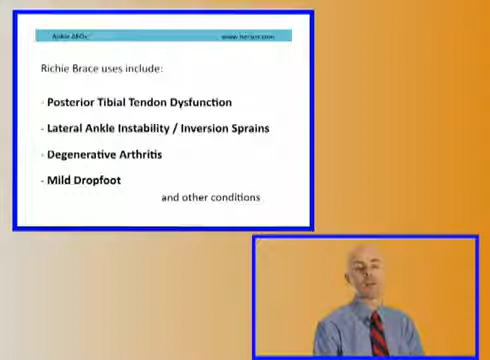 Ankle AFOs
Richie Brace uses include:
- Posterior Tibial Tendon Dysfunction
- Lateral Ankle Instability / Inversion Sprains
- Degenerative Arthritis
- Mild Dropfoot
and other conditions